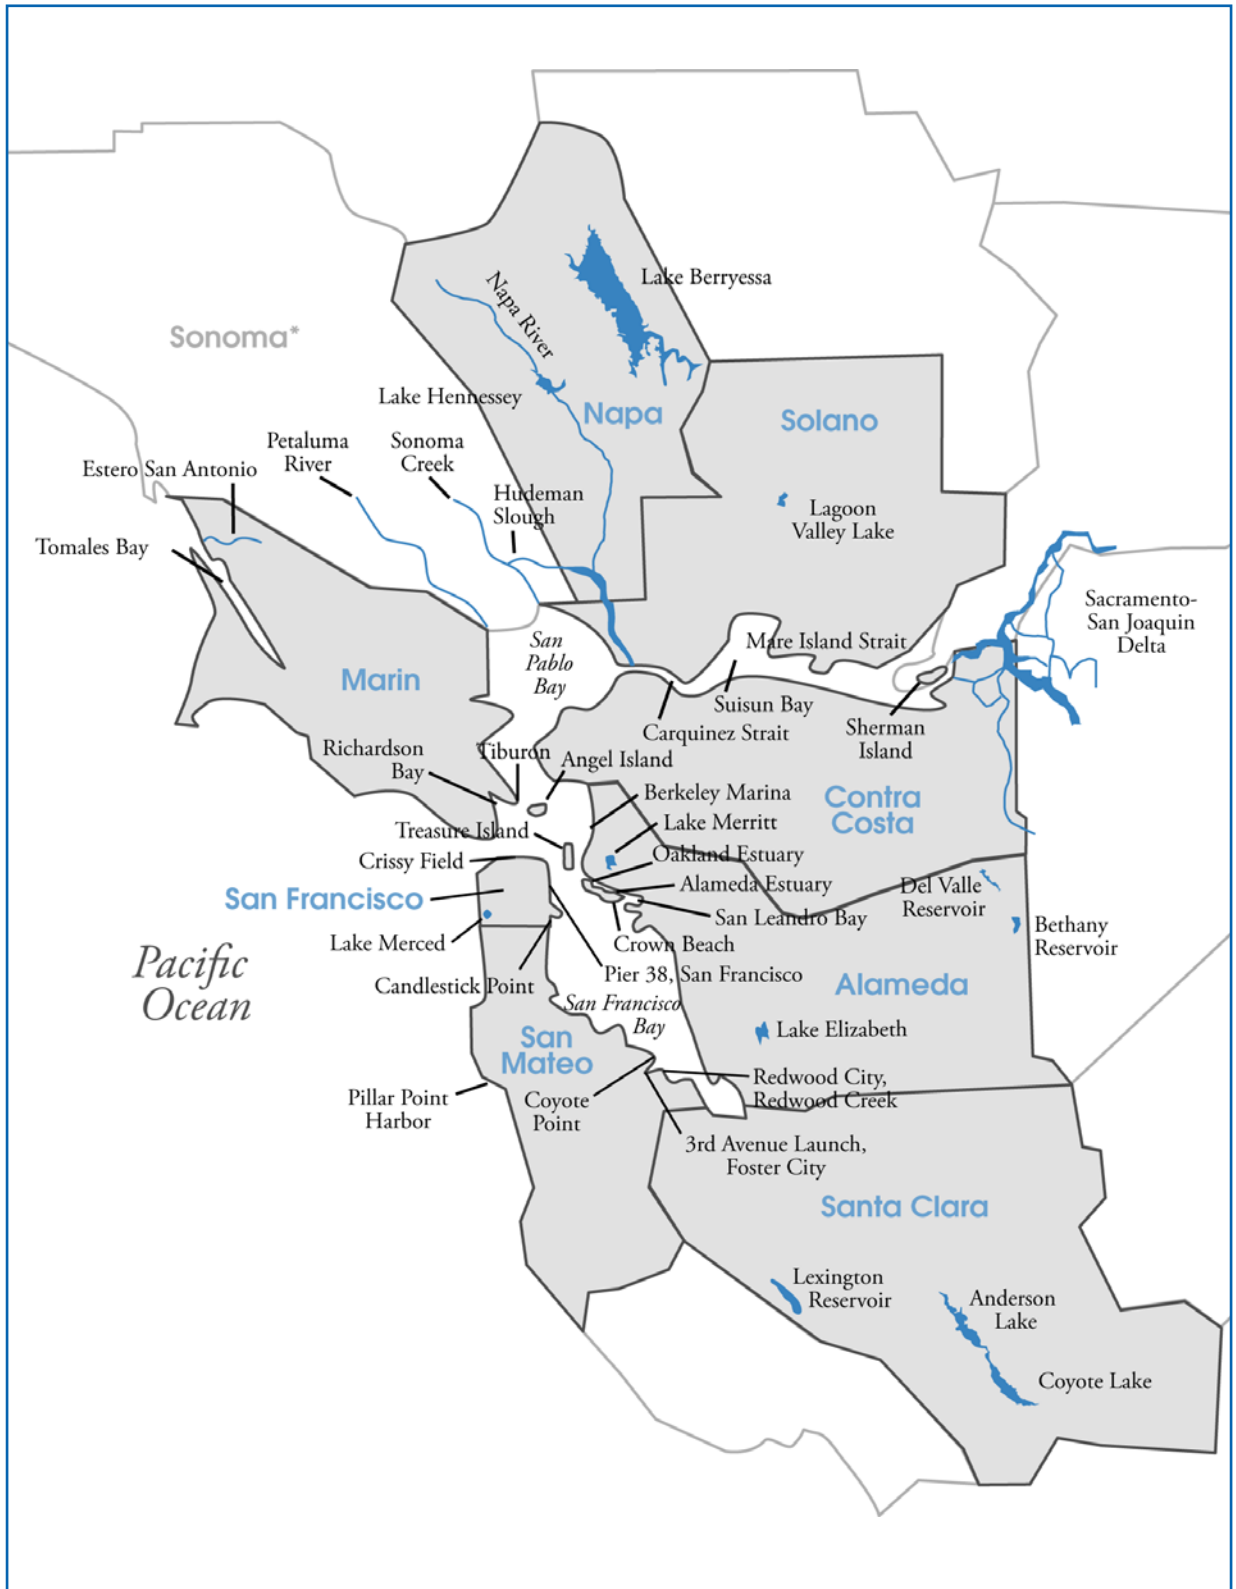 Lake Berryessa
Napa River
Sonoma*
Lake Hennessey
Napa
Solano
Petaluma
River
Sonoma
Creek
Estero San Antonio
Hudeman
Slough
Lagoon
Valley Lake
Tomales Bay
Sacramento-
San Joaquin
Delta
San
Pablo
Bay
Mare Island Strait
Marin
Suisun Bay
Carquinez Strait
Sherman
Island
Richardson
Bay
Tiburon
Angel Island
Berkeley Marina
Contra
Costa
Lake Merritt
Treasure Island
Oakland Estuary
Crissy Field
Alameda Estuary
Del Valle
Reservoir
San Francisco
San Leandro Bay
Bethany
Reservoir
Lake Merced
Crown Beach
Pacific
Ocean
Pier 38, San Francisco
Candlestick Point
Alameda
San Francisco
Bay
Lake Elizabeth
San
Mateo
Redwood City,
Redwood Creek
Pillar Point
Harbor
Coyote
Point
3rd Avenue Launch,
Foster City
Santa Clara
Lexington
Reservoir
Anderson
Lake
Coyote Lake